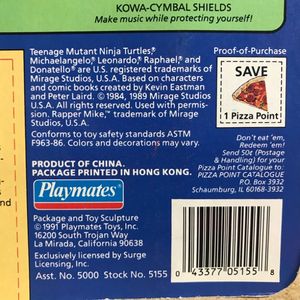 KOWA-CYMBAL SHIELDS
Make music while protecting yourself!
Teenage Mutant Ninja Turtles,
Michaelangelo, Leonardo, Raphael, and
Donatello are U.S. registered trademarks of
Mirage Studios, U.S.A. Based on characters
and comic books created by Kevin Eastman
and Peter Laird. © 1984, 1989 Mirage Studios
U.S.A. All rights reserved. Used with permis-
sion. Rapper Mike,™ trademark of Mirage
Studios, U.S.A.
Conforms to toy safety standards ASTM
F963-86. Colors and decorations may vary.
PRODUCT OF CHINA.
PACKAGE PRINTED IN HONG KONG.
Playmates
Package and Toy Sculpture
©1991 Playmates Toys, Inc.
16200 South Trojan Way
La Mirada, California 90638
Exclusively licensed by Surge
Licensing, Inc.
Asst. No. 5000 Stock No. 5155
Proof-of-Purchase
SAVE
1 Pizza Point
Don't eat 'em,
Redeem 'em!
Send 50¢ (Postage
& Handling) for your
Pizza Point Catalogue to:
POINT CATALOGUE
P.O. Box 3932
Schaumburg, IL 60168-3932
0 43377 05155 8